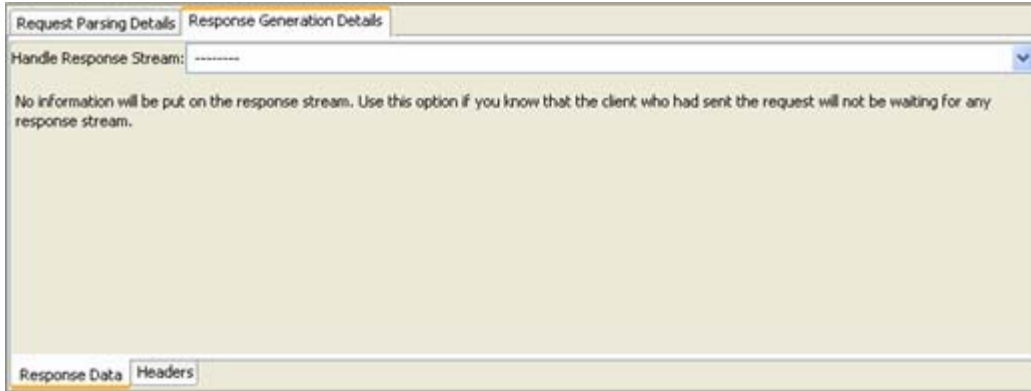 Request Parsing Details Response Generation Details
Handle Response Stream: --------
No information will be put on the response stream. Use this option if you know that the client who had sent the request will not be waiting for any
response stream.
Response Data Headers